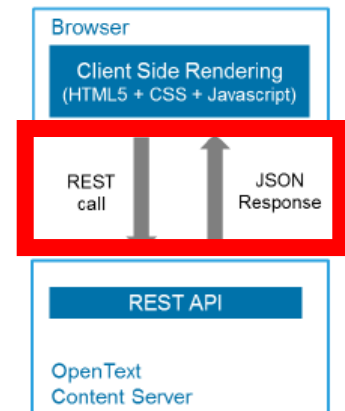 Browser
Client Side Rendering
(HTML5 + CSS + Javascript)
REST
call
JSON
Response
REST API
OpenText
Content Server